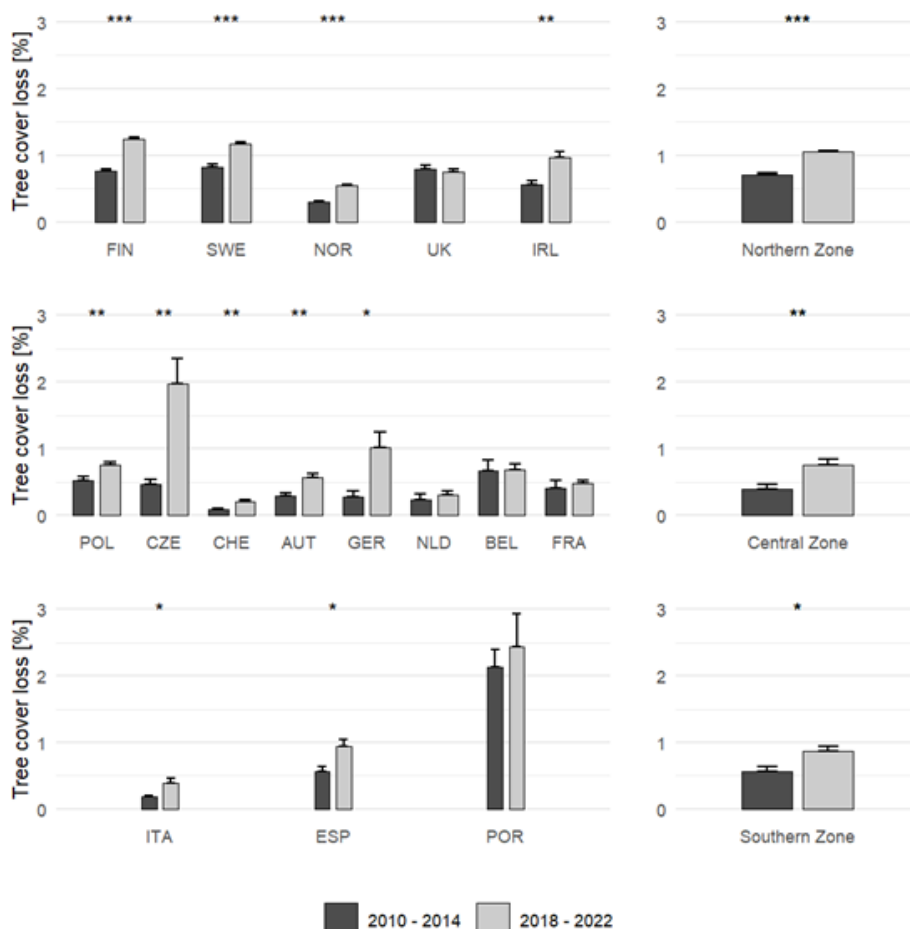 *** *** *** **
Tree cover loss [%]
3
2
1
0
FIN SWE NOR UK IRL
***
3
2
1
0
Northern Zone
** ** ** ** *
Tree cover loss [%]
3
2
1
0
POL CZE CHE AUT GER NLD BEL FRA
**
3
2
1
0
Central Zone
* *
Tree cover loss [%]
3
2
1
0
ITA ESP POR
*
3
2
1
0
Southern Zone
2010 - 2014 2018 - 2022